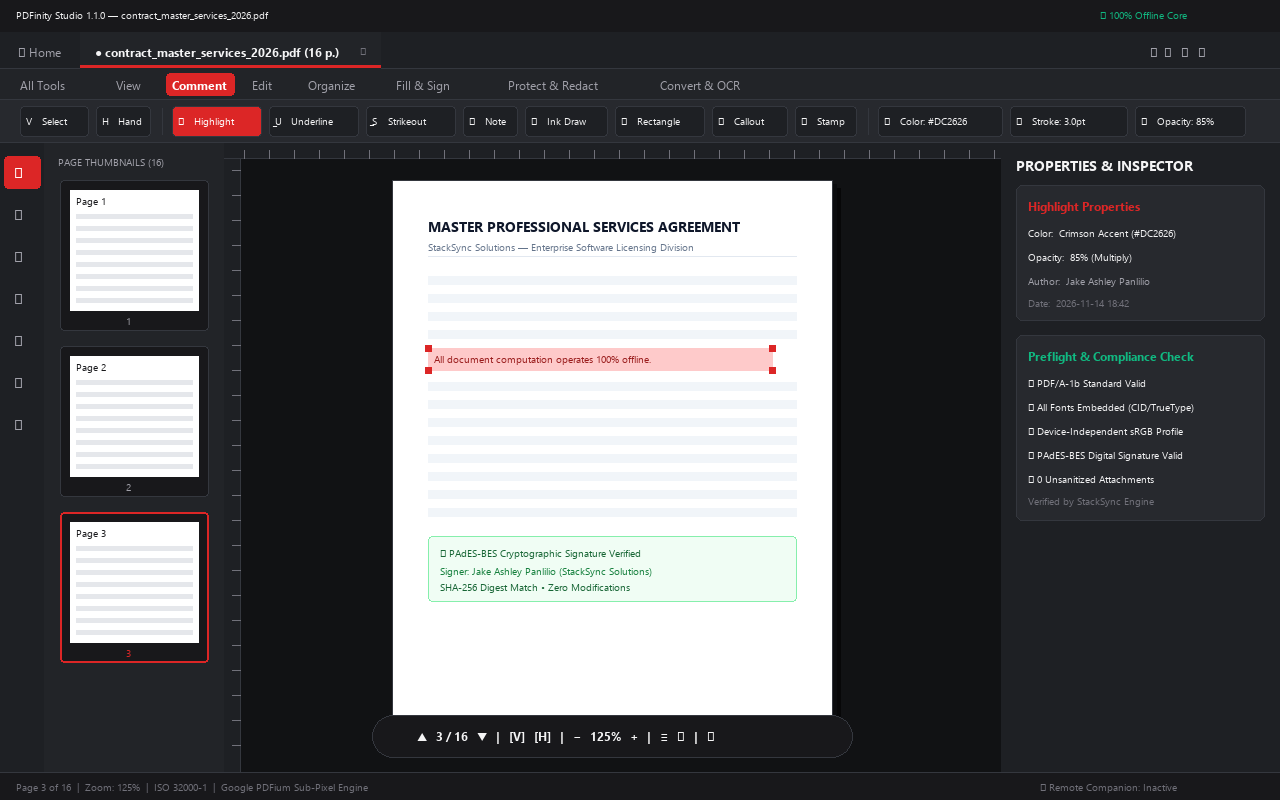 PDFinity Studio 1.1.0 — contract_master_services_2026.pdf
100% Offline Core
Home
● contract_master_services_2026.pdf (16 p.)
All Tools
View
Comment
Edit
Organize
Fill & Sign
Protect & Redact
Convert & OCR
V Select
H Hand
Highlight
U Underline
S Strikeout
Note
Ink Draw
Rectangle
Callout
Stamp
Color: #DC2626
Stroke: 3.0pt
Opacity: 85%
PAGE THUMBNAILS (16)
Page 1
1
Page 2
2
Page 3
3
MASTER PROFESSIONAL SERVICES AGREEMENT
StackSync Solutions — Enterprise Software Licensing Division
All document computation operates 100% offline.
PAdES-BES Cryptographic Signature Verified
Signer: Jake Ashley Panlilio (StackSync Solutions)
SHA-256 Digest Match • Zero Modifications
▲ 3 / 16 ▼ | [V] [H] | − 125% + | Ξ | 
PROPERTIES & INSPECTOR
Highlight Properties
Color: Crimson Accent (#DC2626)
Opacity: 85% (Multiply)
Author: Jake Ashley Panlilio
Date: 2026-11-14 18:42
Preflight & Compliance Check
PDF/A-1b Standard Valid
All Fonts Embedded (CID/TrueType)
Device-Independent sRGB Profile
PAdES-BES Digital Signature Valid
0 Unsanitized Attachments
Verified by StackSync Engine
Page 3 of 16 | Zoom: 125% | ISO 32000-1 | Google PDFium Sub-Pixel Engine
Remote Companion: Inactive